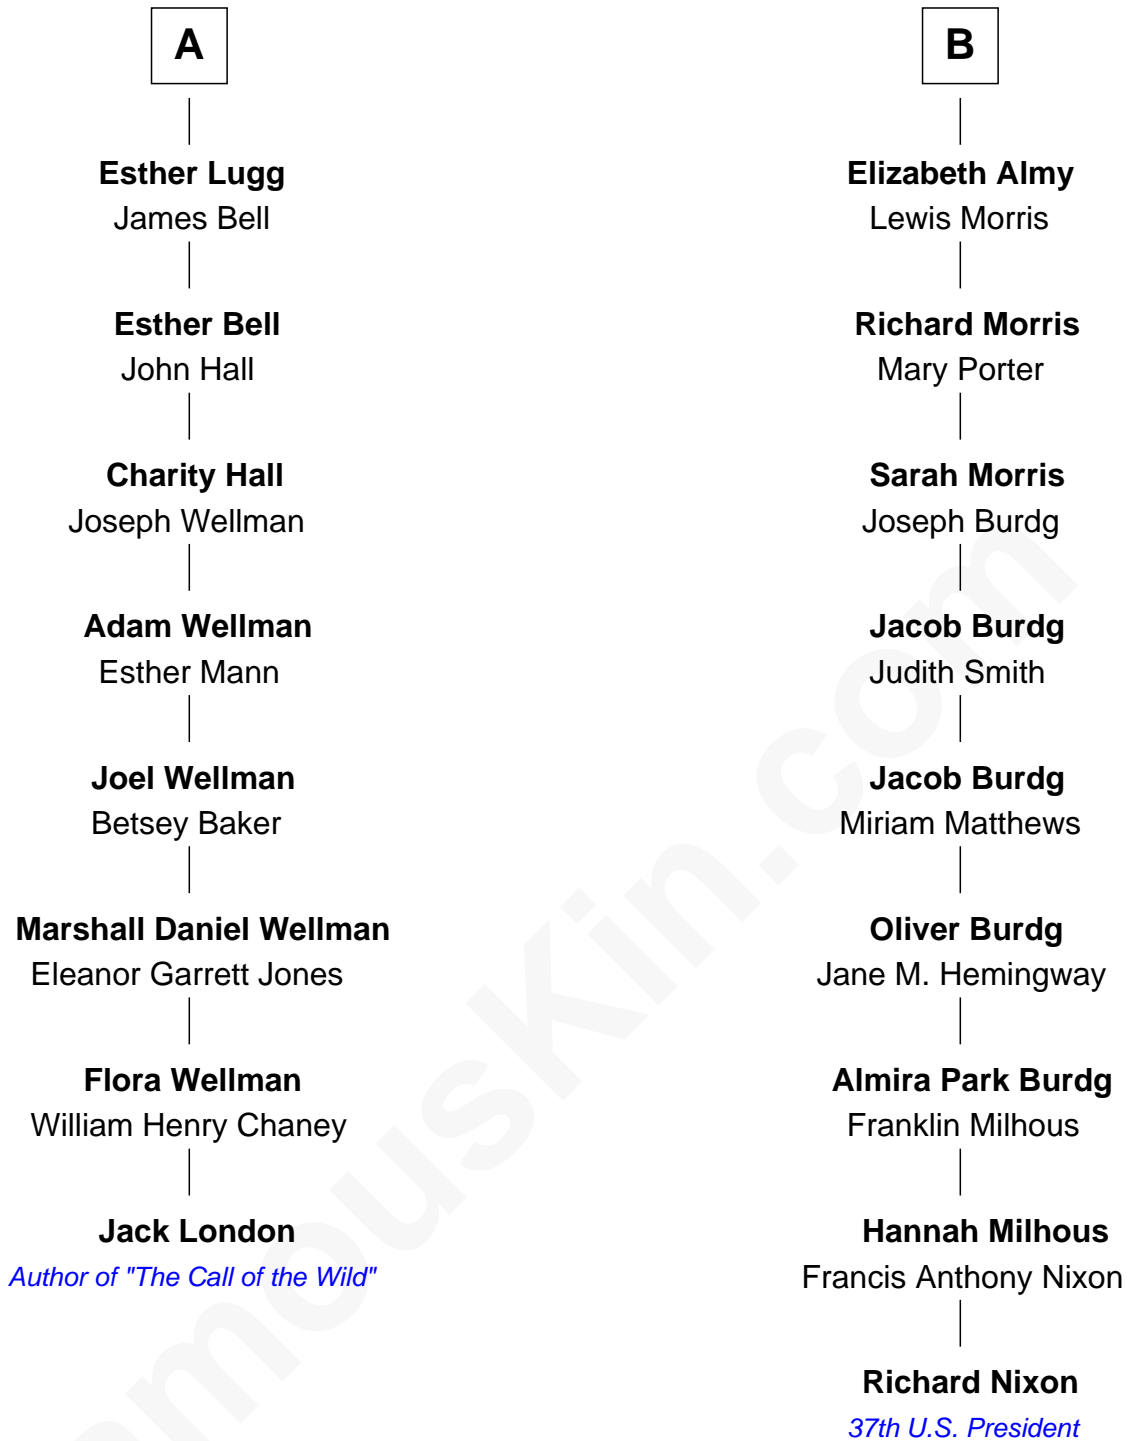 A
Esther Lugg
James Bell
Esther Bell
John Hall
Charity Hall
Joseph Wellman
Adam Wellman
Esther Mann
Joel Wellman
Betsey Baker
Marshall Daniel Wellman
Eleanor Garrett Jones
Flora Wellman
William Henry Chaney
Jack London
Author of "The Call of the Wild"
B
Elizabeth Almy
Lewis Morris
Richard Morris
Mary Porter
Sarah Morris
Joseph Burdg
Jacob Burdg
Judith Smith
Jacob Burdg
Miriam Matthews
Oliver Burdg
Jane M. Hemingway
Almira Park Burdg
Franklin Milhous
Hannah Milhous
Francis Anthony Nixon
Richard Nixon
37th U.S. President
amouskin.com